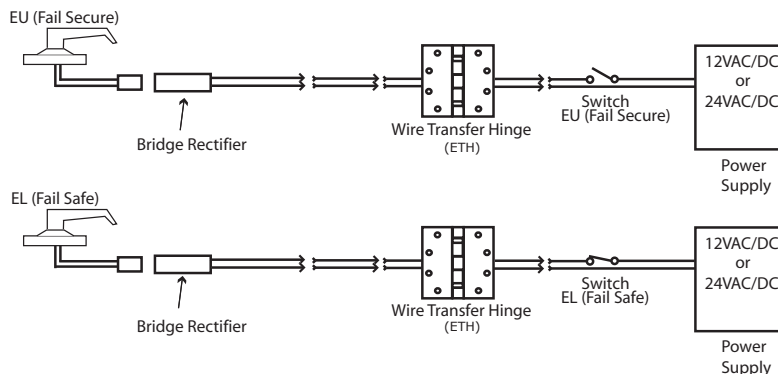 EU (Fail Secure)
Bridge Rectifier
Wire Transfer Hinge
(ETH)
Switch
EU (Fail Secure)
12VAC/DC
or
24VAC/DC
Power
Supply
EL (Fail Safe)
Bridge Rectifier
Wire Transfer Hinge
(ETH)
Switch
EL (Fail Safe)
12VAC/DC
or
24VAC/DC
Power
Supply